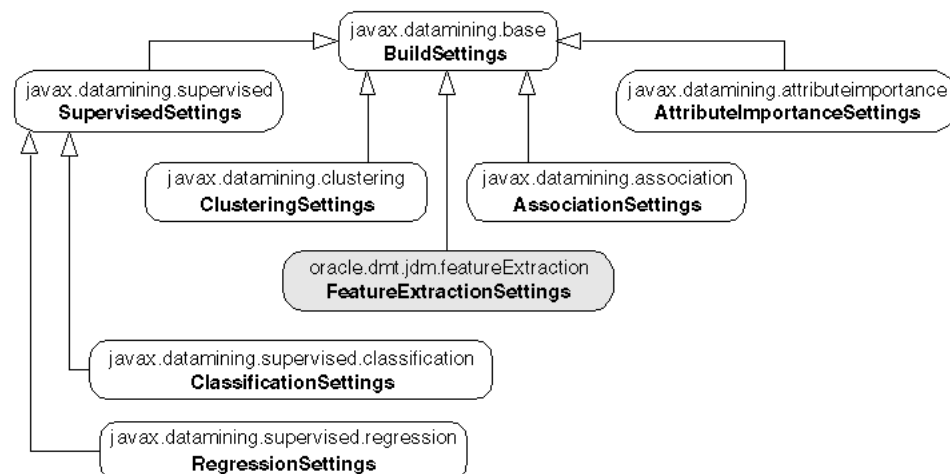 javax.datamining.base
BuildSettings
javax.datamining.supervised
SupervisedSettings
javax.datamining.attributeimportance
AttributeImportanceSettings
javax.datamining.clustering
ClusteringSettings
javax.datamining.association
AssociationSettings
oracle.dmt.jdm.featureExtraction
FeatureExtractionSettings
javax.datamining.supervised.classification
ClassificationSettings
javax.datamining.supervised.regression
RegressionSettings